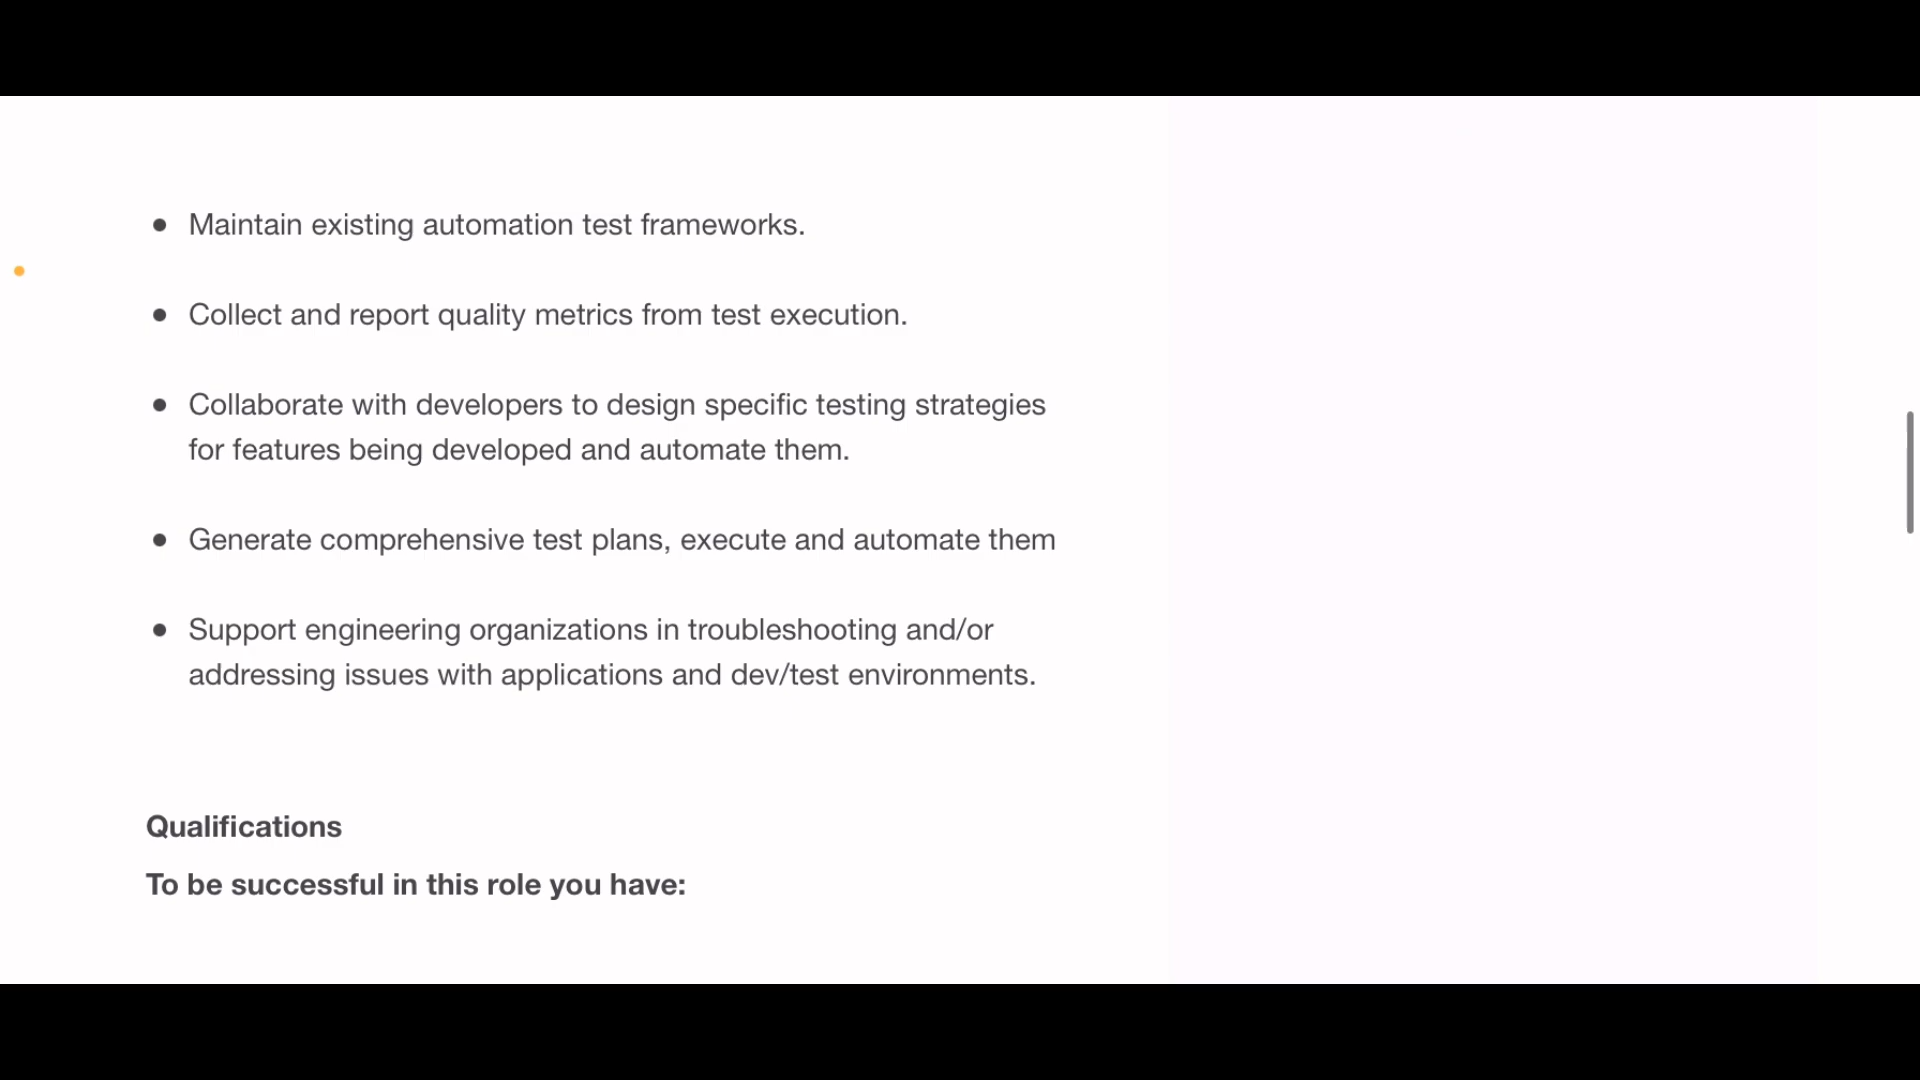 ● Maintain existing automation test frameworks.
● Collect and report quality metrics from test execution.
● Collaborate with developers to design specific testing strategies
for features being developed and automate them.
● Generate comprehensive test plans, execute and automate them
● Support engineering organizations in troubleshooting and/or
addressing issues with applications and dev/test environments.
Qualifications
To be successful in this role you have: